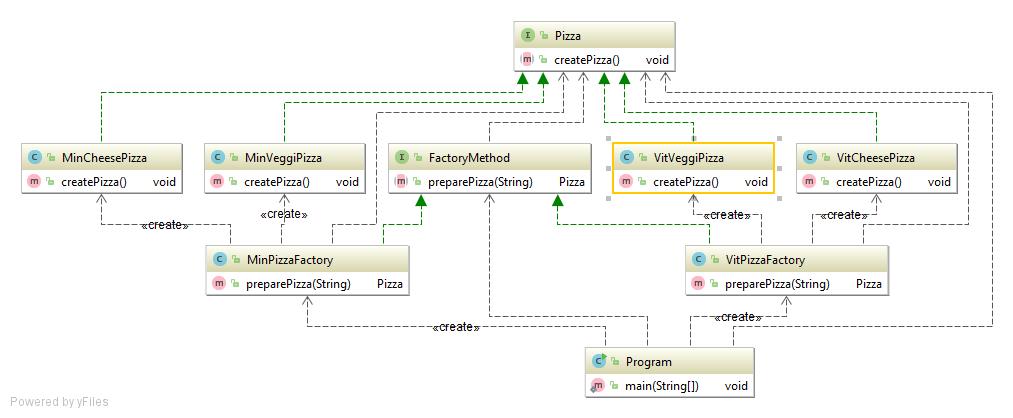 Pizza
createPizza() void
MinCheesePizza
createPizza() void
MinVeggiPizza
createPizza() void
FactoryMethod
preparePizza(String) Pizza
VitVeggiPizza
createPizza() void
VitCheesePizza
createPizza() void
«create»
«create»
«create»
«create»
MinPizzaFactory
preparePizza(String) Pizza
VitPizzaFactory
preparePizza(String) Pizza
«create»
«create»
Program
main(String[]) void
Powered by yFiles